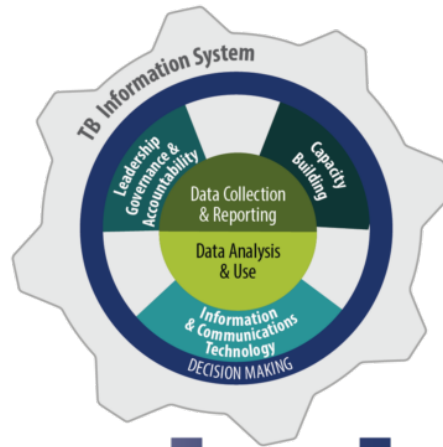 TB Information System
Leadership
Governance &
Accountability
Capacity
Building
Data Collection
& Reporting
Data Analysis
& Use
Information
& Communications
Technology
DECISION MAKING